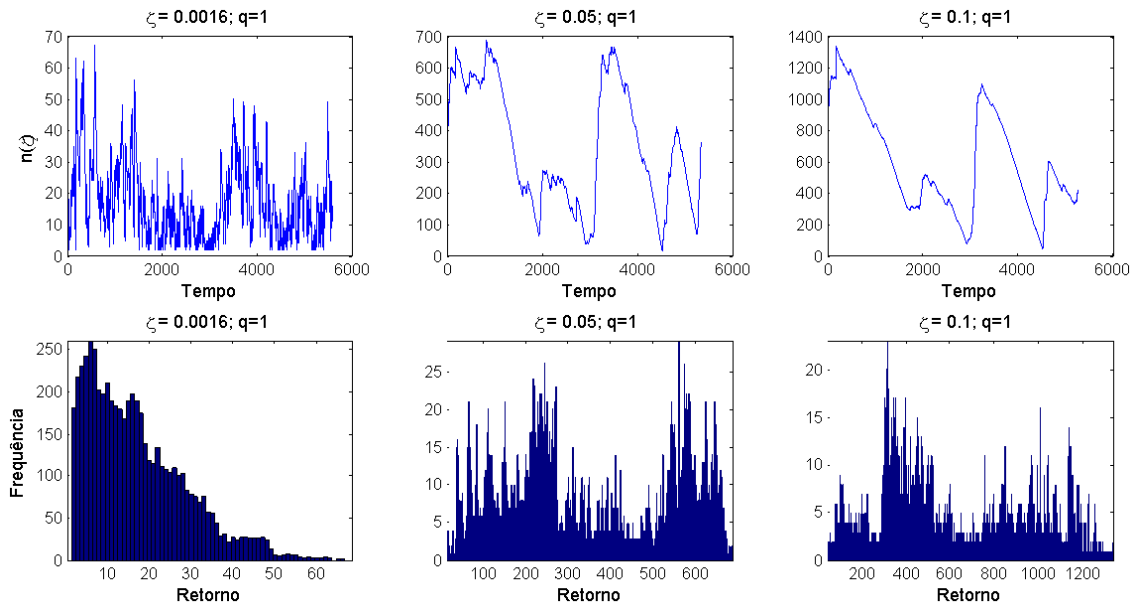 ζ = 0.0016; q=1
ζ = 0.05; q=1
ζ = 0.1; q=1
70
60
50
40
30
20
10
0
n(ζ)
0 2000 4000 6000
Tempo
700
600
500
400
300
200
100
0
0 2000 4000 6000
Tempo
1400
1200
1000
800
600
400
200
0
0 2000 4000 6000
Tempo
ζ = 0.0016; q=1
ζ = 0.05; q=1
ζ = 0.1; q=1
250
200
150
100
50
0
Frequência
10 20 30 40 50 60
Retorno
25
20
15
10
5
0
100 200 300 400 500 600
Retorno
20
15
10
5
0
200 400 600 800 1000 1200
Retorno